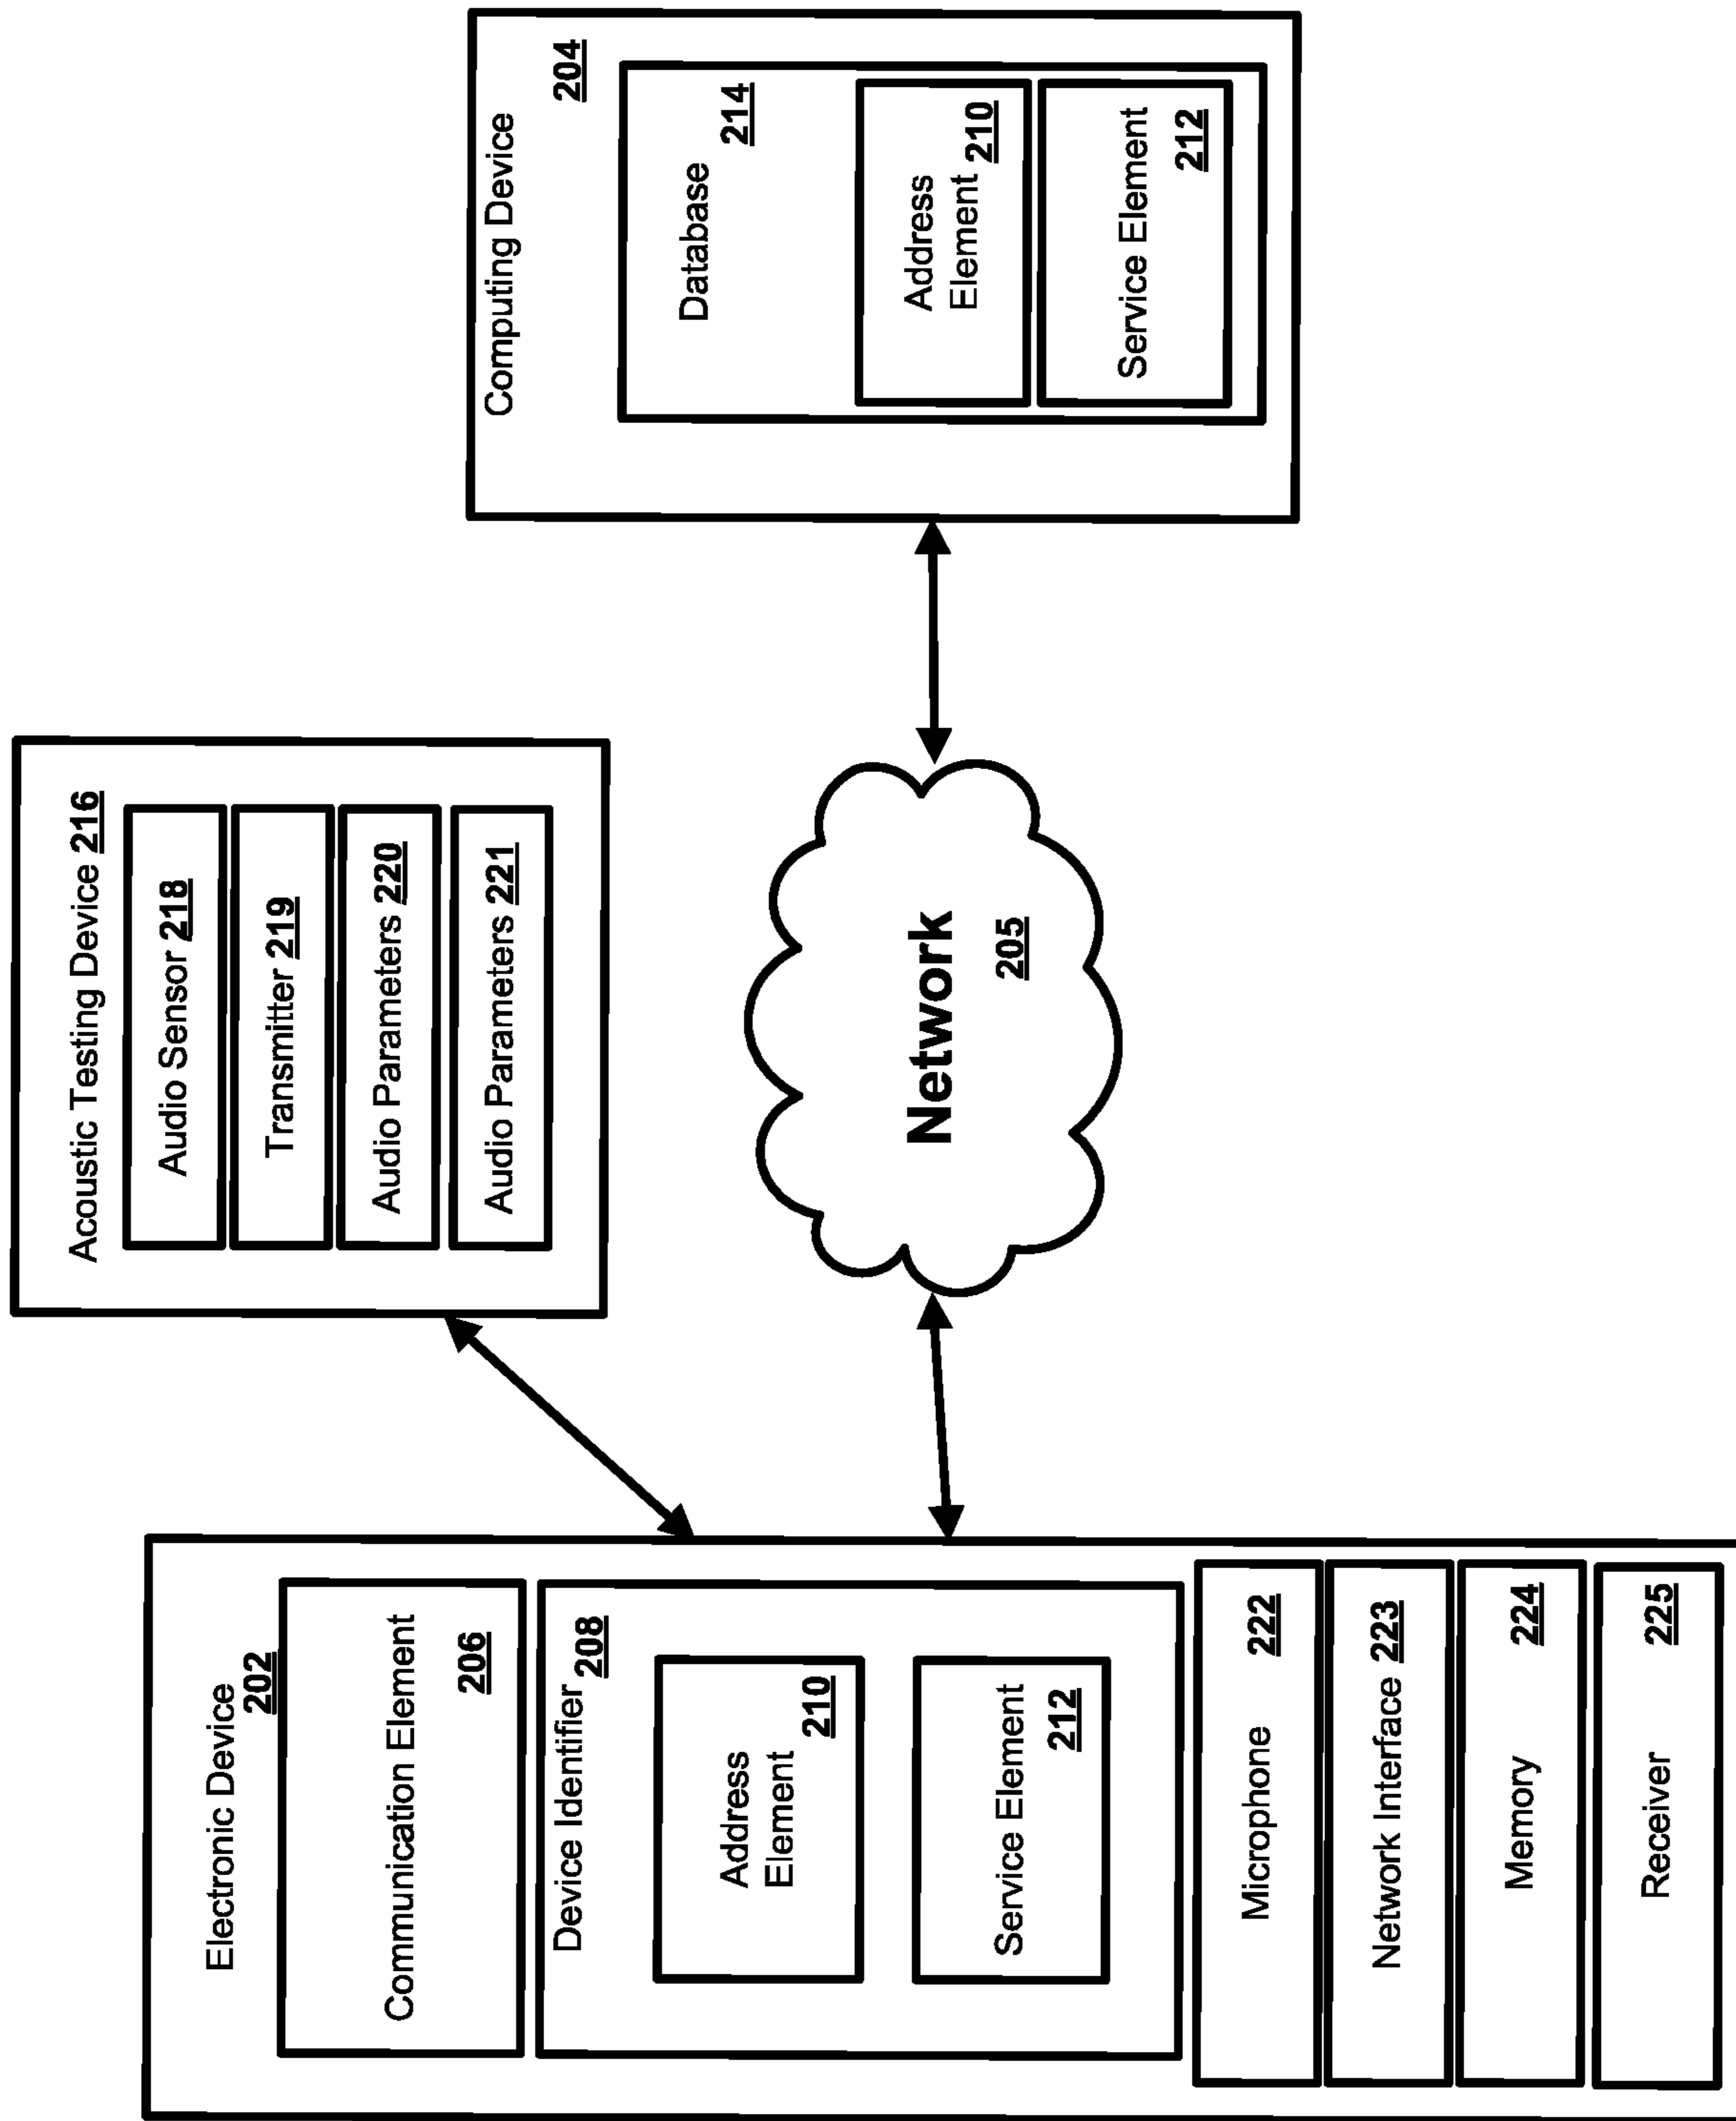 Electronic Device
202
Communication Element
206
Device Identifier 208
Address
Element
210
Service Element
212
Microphone
222
Network Interface 223
Memory
224
Receiver
225
Acoustic Testing Device 216
Audio Sensor 218
Transmitter 219
Audio Parameters 220
Audio Parameters 221
Network
205
Computing Device
204
Database
214
Address
Element 210
Service Element
212